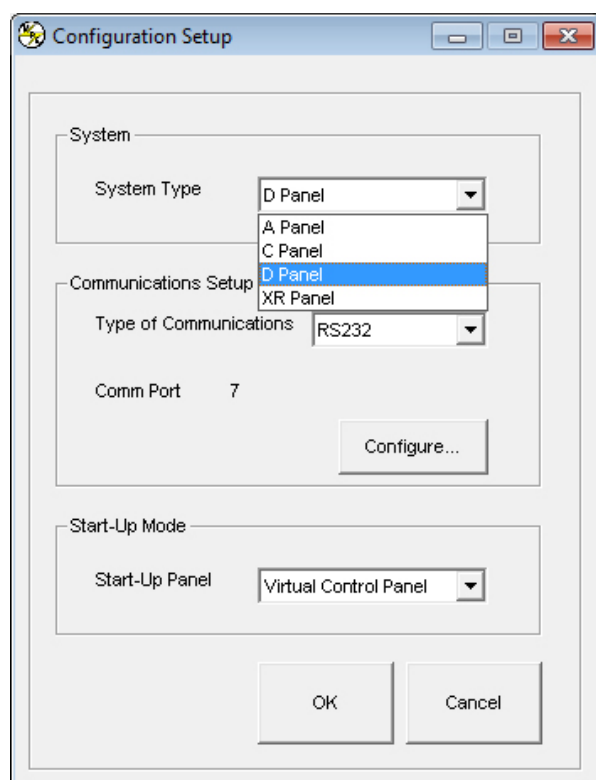 Configuration Setup
System
System Type D Panel
A Panel
C Panel
D Panel
XR Panel
Communications Setup
Type of Communications RS232
Comm Port 7
Configure...
Start-Up Mode
Start-Up Panel Virtual Control Panel
OK Cancel